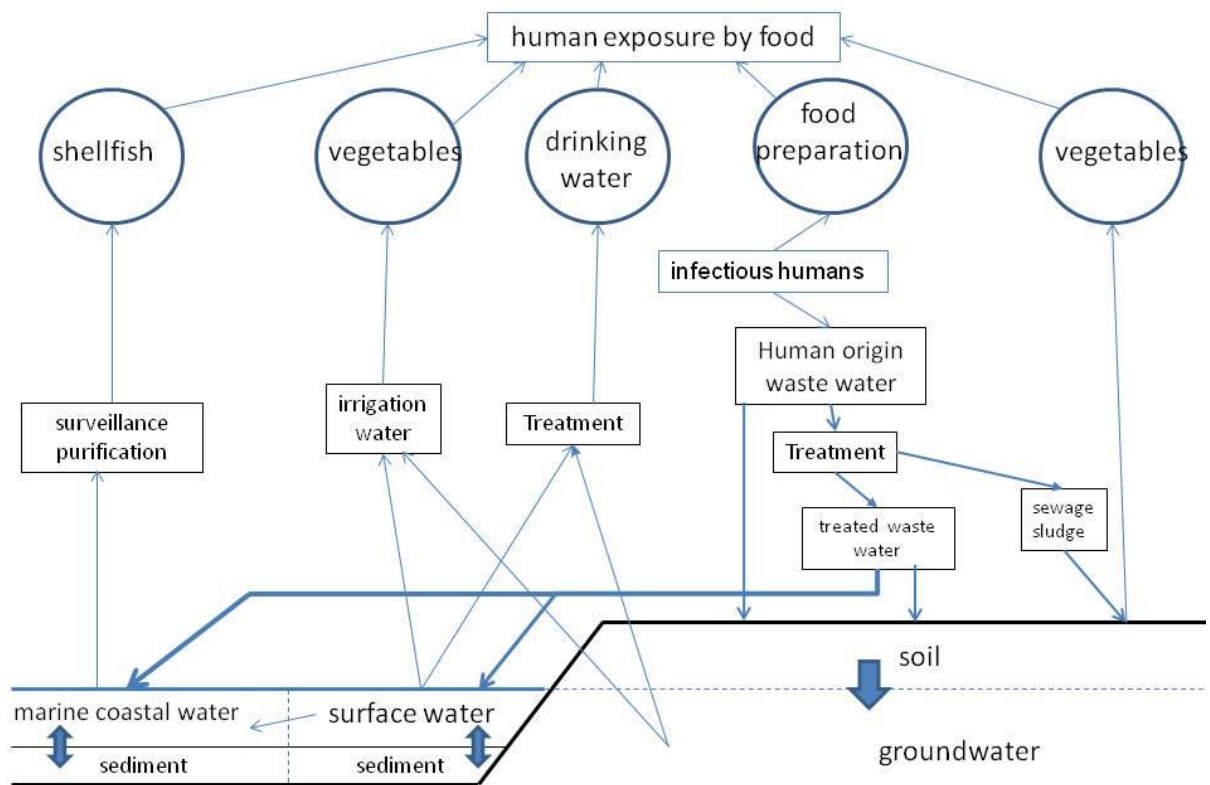 human exposure by food
shellfish
vegetables
drinking
water
food
preparation
vegetables
infectious humans
Human origin
waste water
surveillance
purification
irrigation
water
Treatment
Treatment
sewage
sludge
treated waste
water
soil
marine coastal water
surface water
groundwater
sediment
sediment